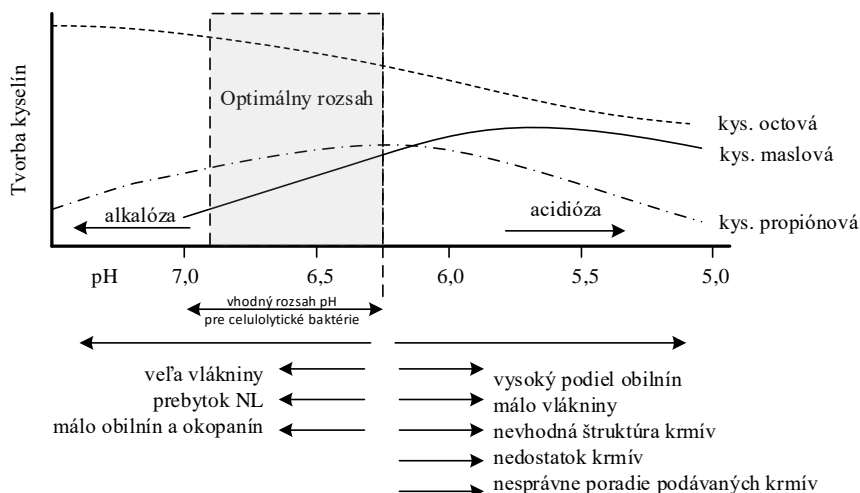 Tvorba kyselín
Optimálny rozsah
kys. octová
kys. maslová
kys. propiónová
alkalóza
acidióza
pH 7,0 6,5 6,0 5,5 5,0
vhodný rozsah pH
pre celulolytické baktérie
veľa vlákniny
prebytok NL
málo obilnín a okopanín
vysoký podiel obilnín
málo vlákniny
nevhodná štruktúra krmív
nedostatok krmív
nesprávne poradie podávaných krmív